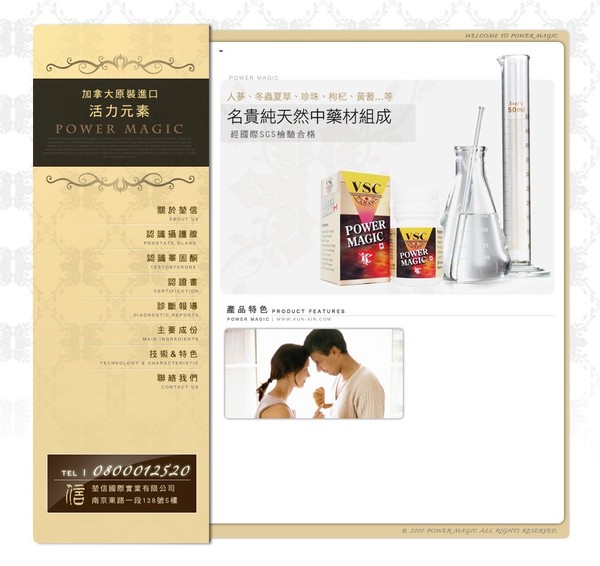 WELCOME TO POWER MAGIC
加拿大原裝進口
活力元素
POWER MAGIC
關於堃信
ABOUT US
認識攝護腺
PROSTATE GLAND
認識睪固酮
TESTOSTERONE
認證書
CERTIFICATION
診斷報導
DIAGNOSTIC REPORTS
主要成份
MAIN INGREDIENTS
技術&特色
TECHNOLOGY & CHARACTERISTIC
聯絡我們
CONTACT US
TEL | 0800012520
信
堃信國際實業有限公司
南京東路一段138號5樓
POWER MAGIC
人蔘、冬蟲夏草、珍珠、枸杞、黃耆...等
名貴純天然中藥材組成
經國際SGS檢驗合格
VSC
POWER
MAGIC
VSC
POWER
MAGIC
50ml
產品特色 PRODUCT FEATURES
POWER MAGIC | WWW.KUN-XIN.COM
© 2010 POWER MAGIC ALL RIGHTS RESERVED.